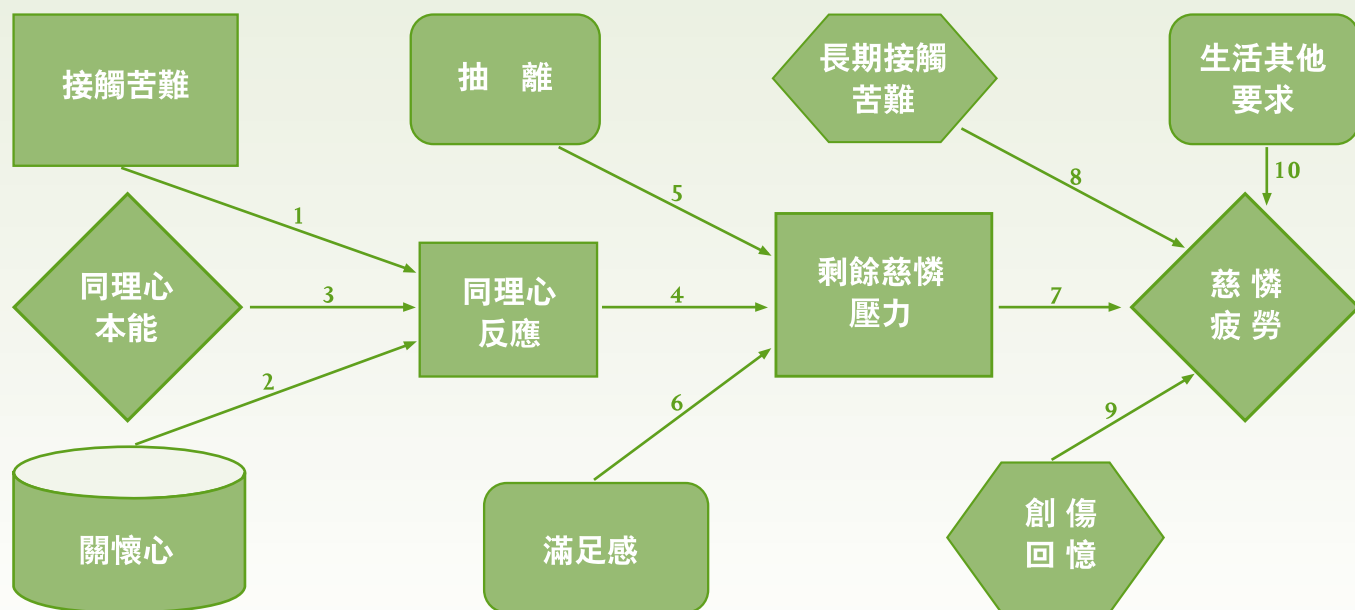 接觸苦難
抽 離
長期接觸
苦難
生活其他
要求
1
5
8
10
同理心
本能
3
同理心
反應
4
剩餘慈憐
壓力
7
慈 憐
疲 勞
2
6
9
關懷心
滿足感
創 傷
回 憶